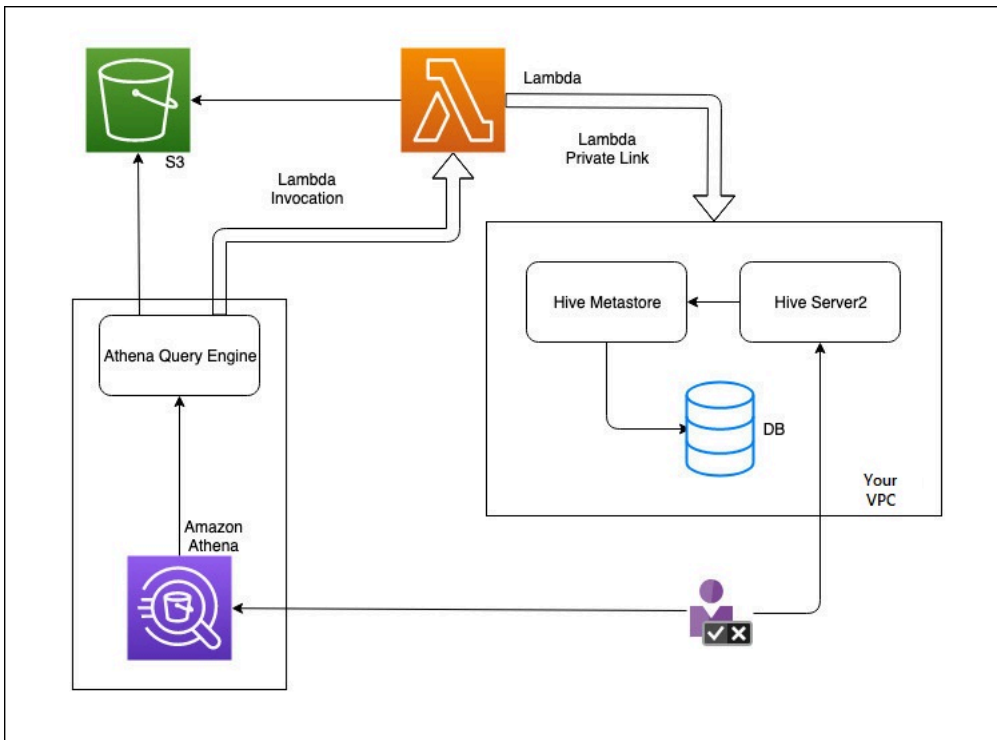 Lambda
S3
Lambda
Private Link
Lambda
Invocation
Hive Metastore
Hive Server2
Athena Query Engine
DB
Your
VPC
Amazon
Athena